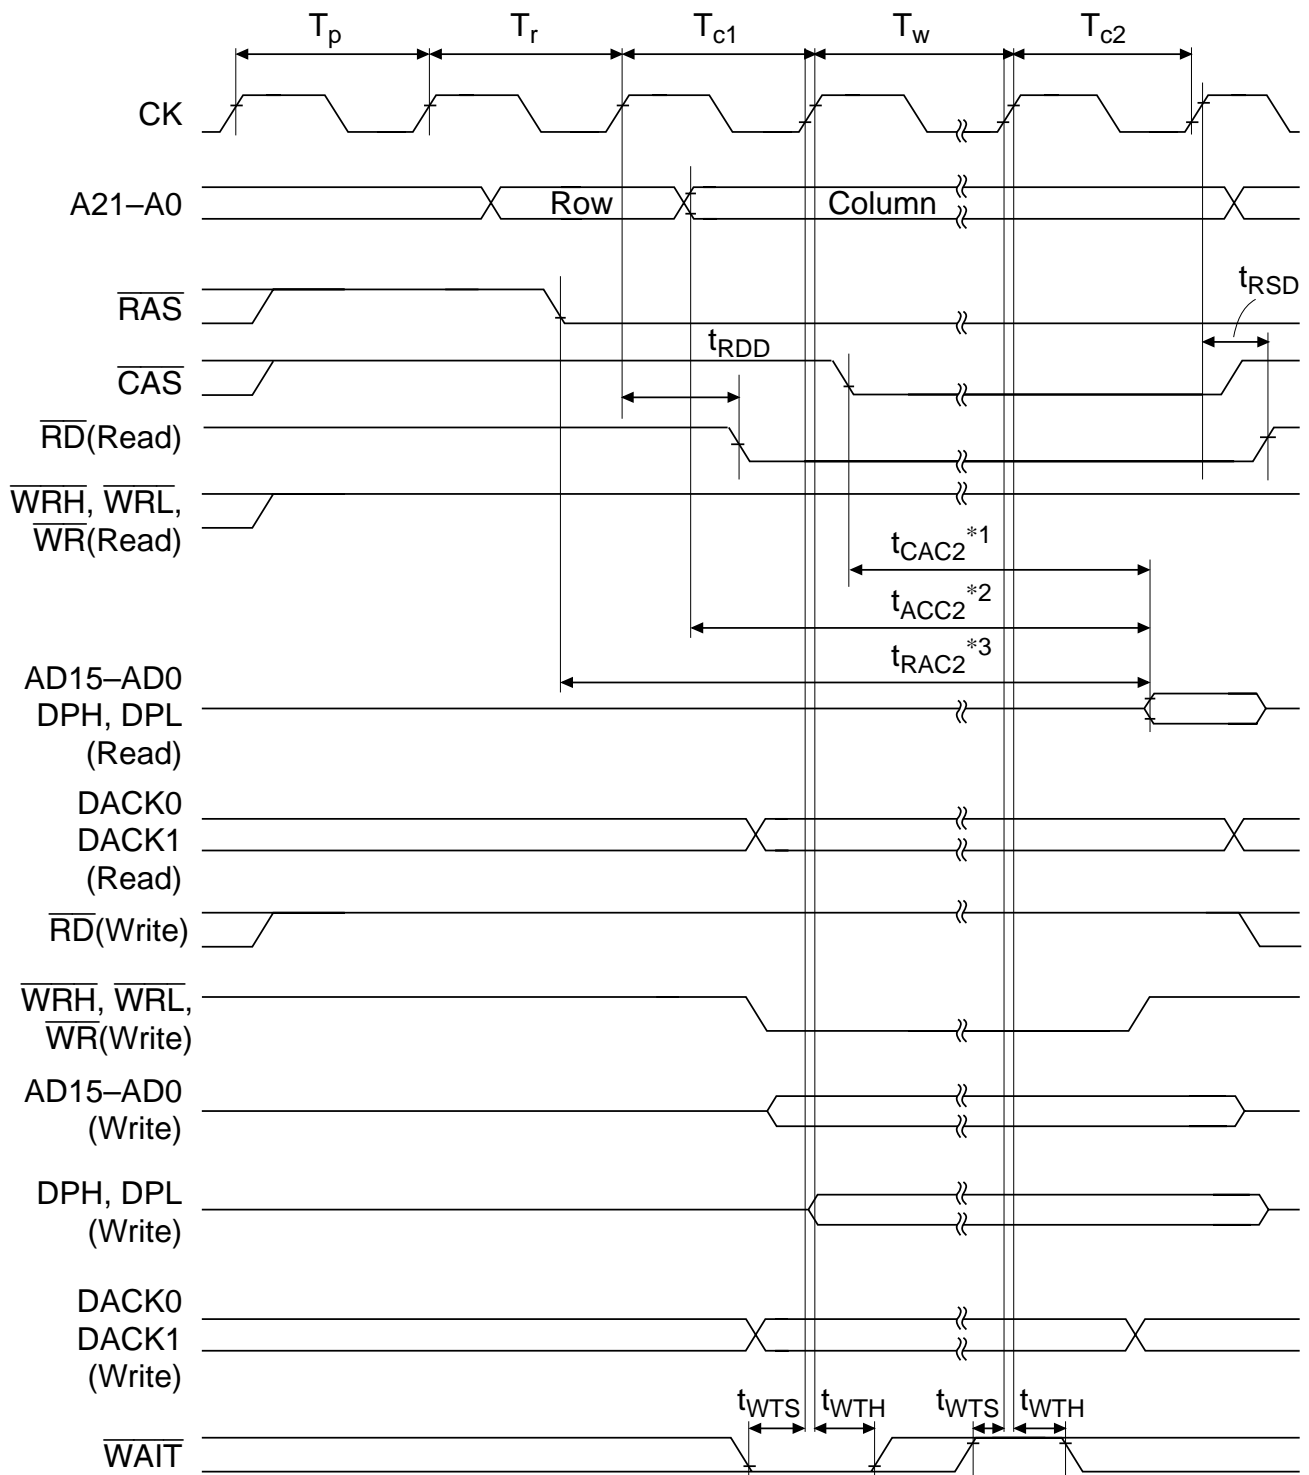 Tp Tr Tc1 Tw Tc2
CK
A21–A0 Row Column
RAS tRSD
tRDD
CAS
RD(Read)
WRH, WRL,
WR(Read)
tCAC2*1
tACC2*2
tRAC2*3
AD15–AD0
DPH, DPL
(Read)
DACK0
DACK1
(Read)
RD(Write)
WRH, WRL,
WR(Write)
AD15–AD0
(Write)
DPH, DPL
(Write)
DACK0
DACK1
(Write)
tWTS tWTH tWTS tWTH
WAIT